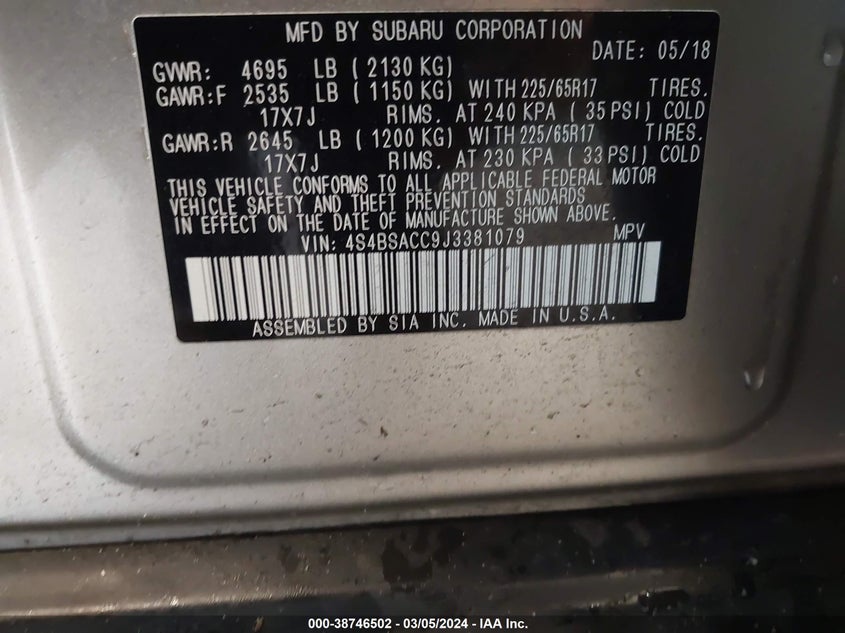 MFD BY SUBARU CORPORATION
DATE: 05/18
GVWR: 4695 LB ( 2130 KG)
GAWR:F 2535 LB ( 1150 KG) WITH 225/65R17 TIRES.
17X7J RIMS. AT 240 KPA ( 35 PSI) COLD
GAWR:R 2645 LB ( 1200 KG) WITH 225/65R17 TIRES.
17X7J RIMS. AT 230 KPA ( 33 PSI) COLD
THIS VEHICLE CONFORMS TO ALL APPLICABLE FEDERAL MOTOR
VEHICLE SAFETY AND THEFT PREVENTION STANDARDS
IN EFFECT ON THE DATE OF MANUFACTURE SHOWN ABOVE.
VIN: 4S4BSACC9J3381079 MPV
ASSEMBLED BY SIA INC. MADE IN U.S.A.
000-38746502 — 03/05/2024 — IAA Inc.